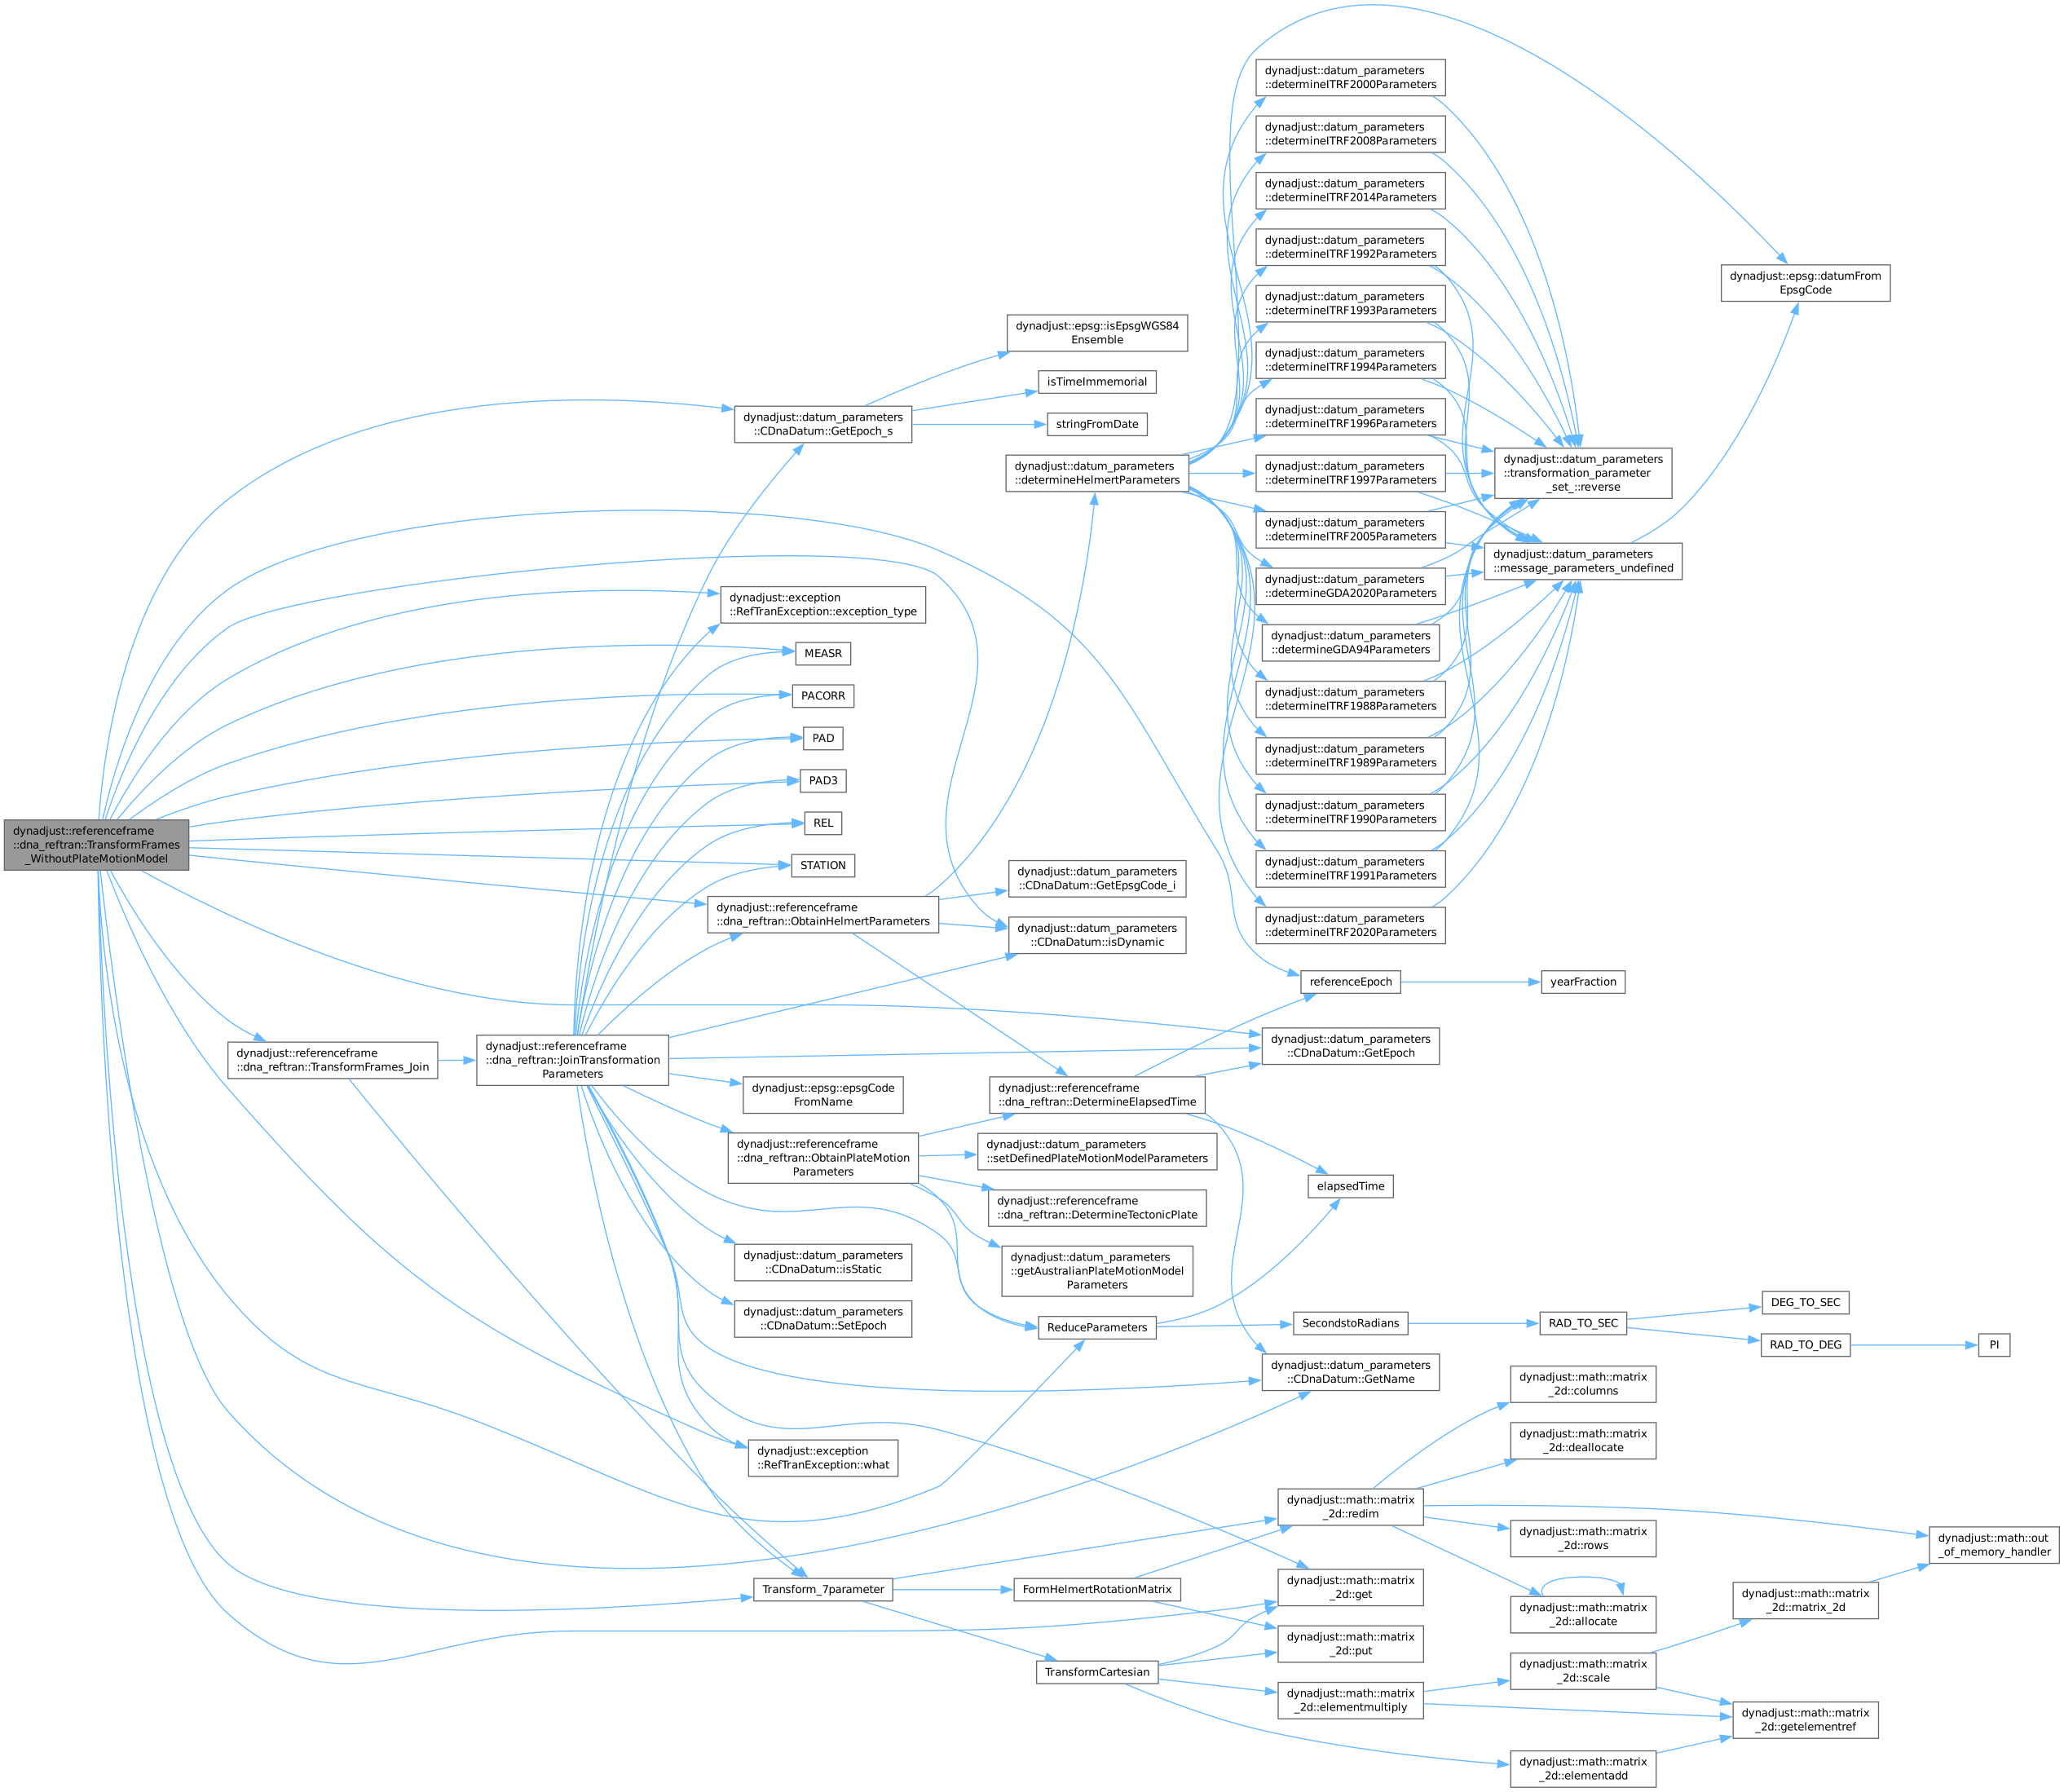 dynadjust::referenceframe
::dna_reftran::TransformFrames
_WithoutPlateMotionModel
dynadjust::referenceframe
::dna_reftran::TransformFrames_Join
dynadjust::referenceframe
::dna_reftran::JoinTransformation
Parameters
dynadjust::datum_parameters
::CDnaDatum::GetEpoch_s
dynadjust::exception
::RefTranException::exception_type
MEASR
PACORR
PAD
PAD3
REL
STATION
dynadjust::referenceframe
::dna_reftran::ObtainHelmertParameters
dynadjust::epsg::epsgCode
FromName
dynadjust::referenceframe
::dna_reftran::ObtainPlateMotion
Parameters
dynadjust::datum_parameters
::CDnaDatum::isStatic
dynadjust::datum_parameters
::CDnaDatum::SetEpoch
dynadjust::exception
::RefTranException::what
Transform_7parameter
dynadjust::epsg::isEpsgWGS84
Ensemble
isTimeImmemorial
stringFromDate
dynadjust::datum_parameters
::determineHelmertParameters
dynadjust::datum_parameters
::CDnaDatum::GetEpsgCode_i
dynadjust::datum_parameters
::CDnaDatum::isDynamic
dynadjust::referenceframe
::dna_reftran::DetermineElapsedTime
dynadjust::datum_parameters
::setDefinedPlateMotionModelParameters
dynadjust::referenceframe
::dna_reftran::DetermineTectonicPlate
dynadjust::datum_parameters
::getAustralianPlateMotionModel
Parameters
ReduceParameters
FormHelmertRotationMatrix
TransformCartesian
dynadjust::datum_parameters
::determineITRF2000Parameters
dynadjust::datum_parameters
::determineITRF2008Parameters
dynadjust::datum_parameters
::determineITRF2014Parameters
dynadjust::datum_parameters
::determineITRF1992Parameters
dynadjust::datum_parameters
::determineITRF1993Parameters
dynadjust::datum_parameters
::determineITRF1994Parameters
dynadjust::datum_parameters
::determineITRF1996Parameters
dynadjust::datum_parameters
::determineITRF1997Parameters
dynadjust::datum_parameters
::determineITRF2005Parameters
dynadjust::datum_parameters
::determineGDA2020Parameters
dynadjust::datum_parameters
::determineGDA94Parameters
dynadjust::datum_parameters
::determineITRF1988Parameters
dynadjust::datum_parameters
::determineITRF1989Parameters
dynadjust::datum_parameters
::determineITRF1990Parameters
dynadjust::datum_parameters
::determineITRF1991Parameters
dynadjust::datum_parameters
::determineITRF2020Parameters
referenceEpoch
dynadjust::datum_parameters
::CDnaDatum::GetEpoch
elapsedTime
SecondstoRadians
dynadjust::datum_parameters
::CDnaDatum::GetName
dynadjust::math::matrix
_2d::redim
dynadjust::math::matrix
_2d::get
dynadjust::math::matrix
_2d::put
dynadjust::math::matrix
_2d::elementmultiply
dynadjust::datum_parameters
::transformation_parameter
_set_::reverse
dynadjust::datum_parameters
::message_parameters_undefined
yearFraction
RAD_TO_SEC
dynadjust::math::matrix
_2d::columns
dynadjust::math::matrix
_2d::deallocate
dynadjust::math::matrix
_2d::rows
dynadjust::math::matrix
_2d::allocate
dynadjust::math::matrix
_2d::scale
dynadjust::math::matrix
_2d::elementadd
dynadjust::epsg::datumFrom
EpsgCode
DEG_TO_SEC
RAD_TO_DEG
dynadjust::math::matrix
_2d::matrix_2d
dynadjust::math::matrix
_2d::getelementref
PI
dynadjust::math::out
_of_memory_handler